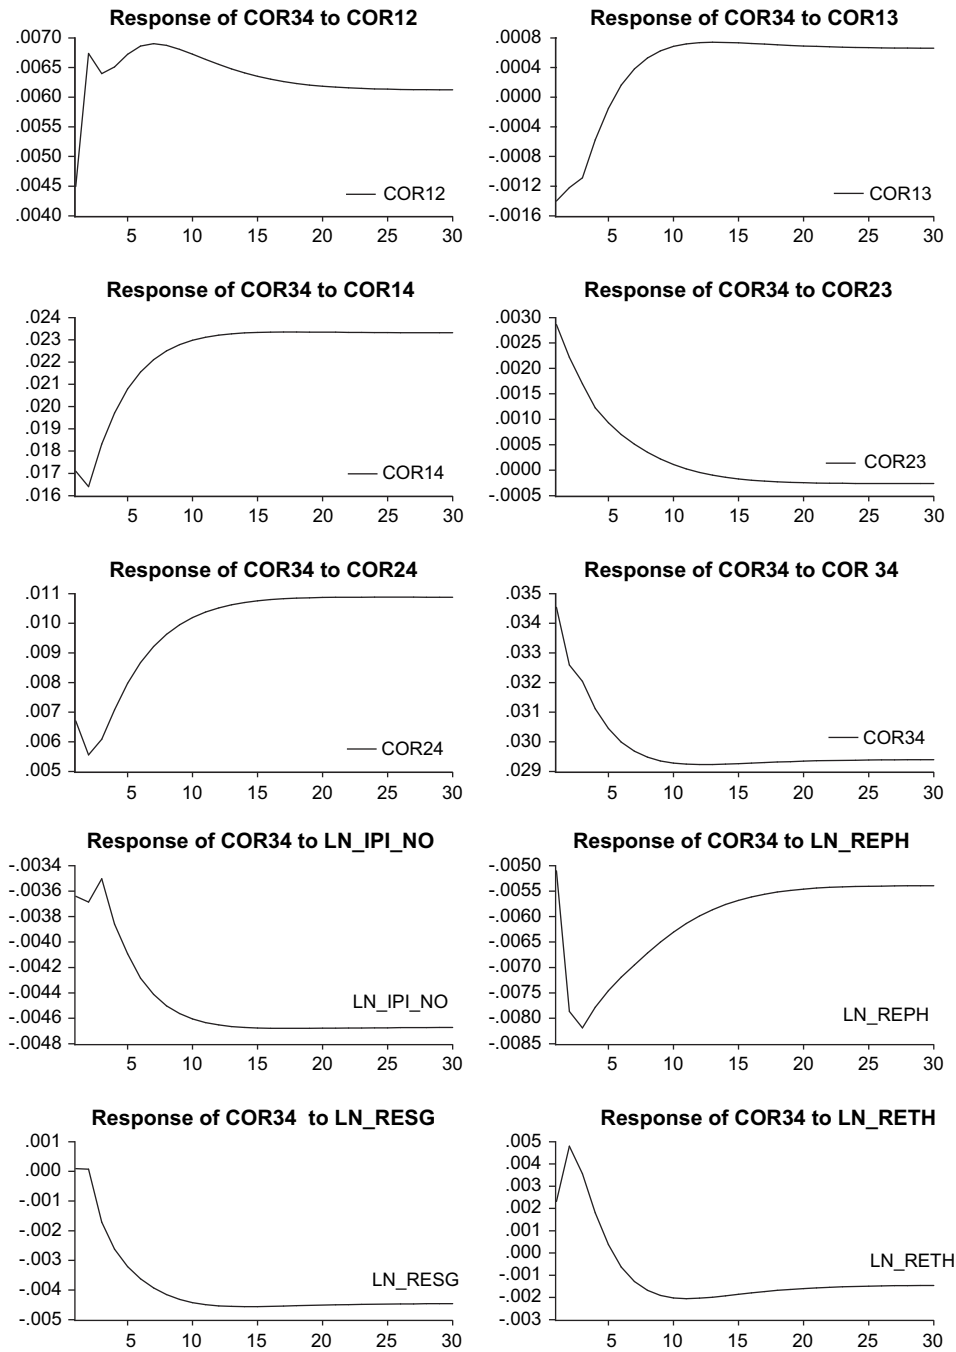 Response of COR34 to COR12
.0070
.0065
.0060
.0055
.0050
.0045
.0040
COR12
5 10 15 20 25 30
Response of COR34 to COR13
.0008
.0004
.0000
-.0004
-.0008
-.0012
-.0016
COR13
5 10 15 20 25 30
Response of COR34 to COR14
.024
.023
.022
.021
.020
.019
.018
.017
.016
COR14
5 10 15 20 25 30
Response of COR34 to COR23
.0030
.0025
.0020
.0015
.0010
.0005
.0000
-.0005
COR23
5 10 15 20 25 30
Response of COR34 to COR24
.011
.010
.009
.008
.007
.006
.005
COR24
5 10 15 20 25 30
Response of COR34 to COR 34
.035
.034
.033
.032
.031
.030
.029
COR34
5 10 15 20 25 30
Response of COR34 to LN_IPI_NO
-.0034
-.0036
-.0038
-.0040
-.0042
-.0044
-.0046
-.0048
LN_IPI_NO
5 10 15 20 25 30
Response of COR34 to LN_REPH
-.0050
-.0055
-.0060
-.0065
-.0070
-.0075
-.0080
-.0085
LN_REPH
5 10 15 20 25 30
Response of COR34 to LN_RESG
.001
.000
-.001
-.002
-.003
-.004
-.005
LN_RESG
5 10 15 20 25 30
Response of COR34 to LN_RETH
.005
.004
.003
.002
.001
.000
-.001
-.002
-.003
LN_RETH
5 10 15 20 25 30